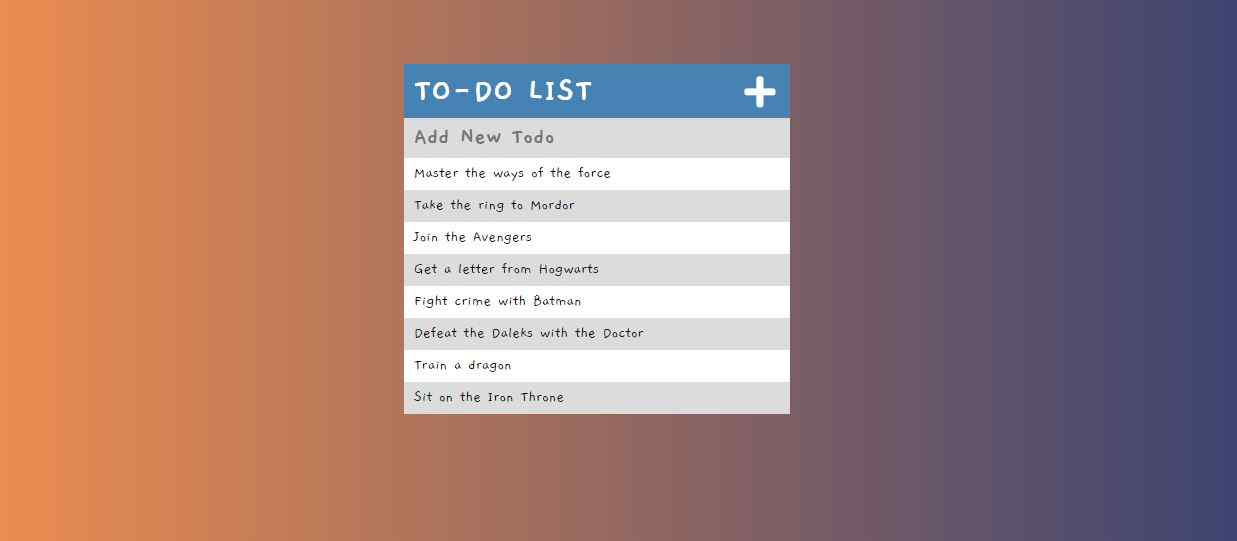 TO-DO LIST
Add New Todo
Master the ways of the force
Take the ring to Mordor
Join the Avengers
Get a letter from Hogwarts
Fight crime with Batman
Defeat the Daleks with the Doctor
Train a dragon
Sit on the Iron Throne